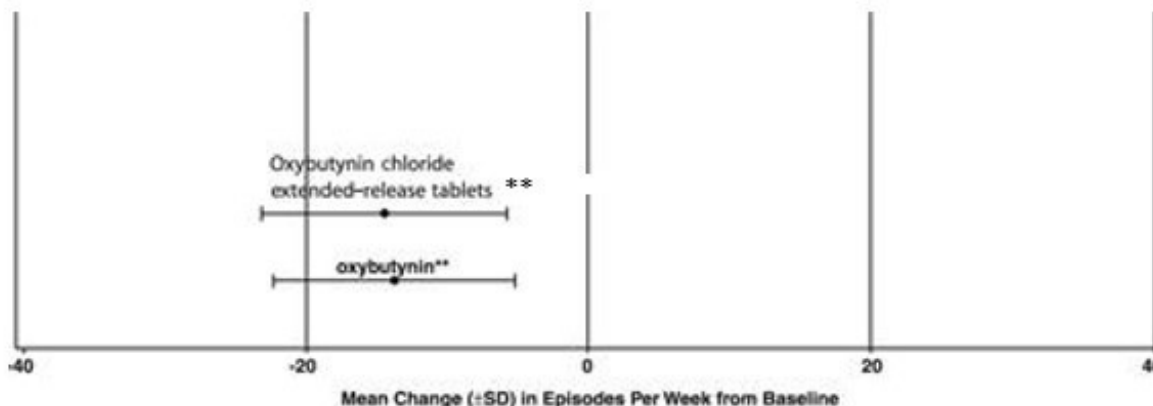 Oxybutynin chloride
extended-release tablets **
oxybutynin**
-40 -20 0 20 40
Mean Change (±SD) in Episodes Per Week from Baseline